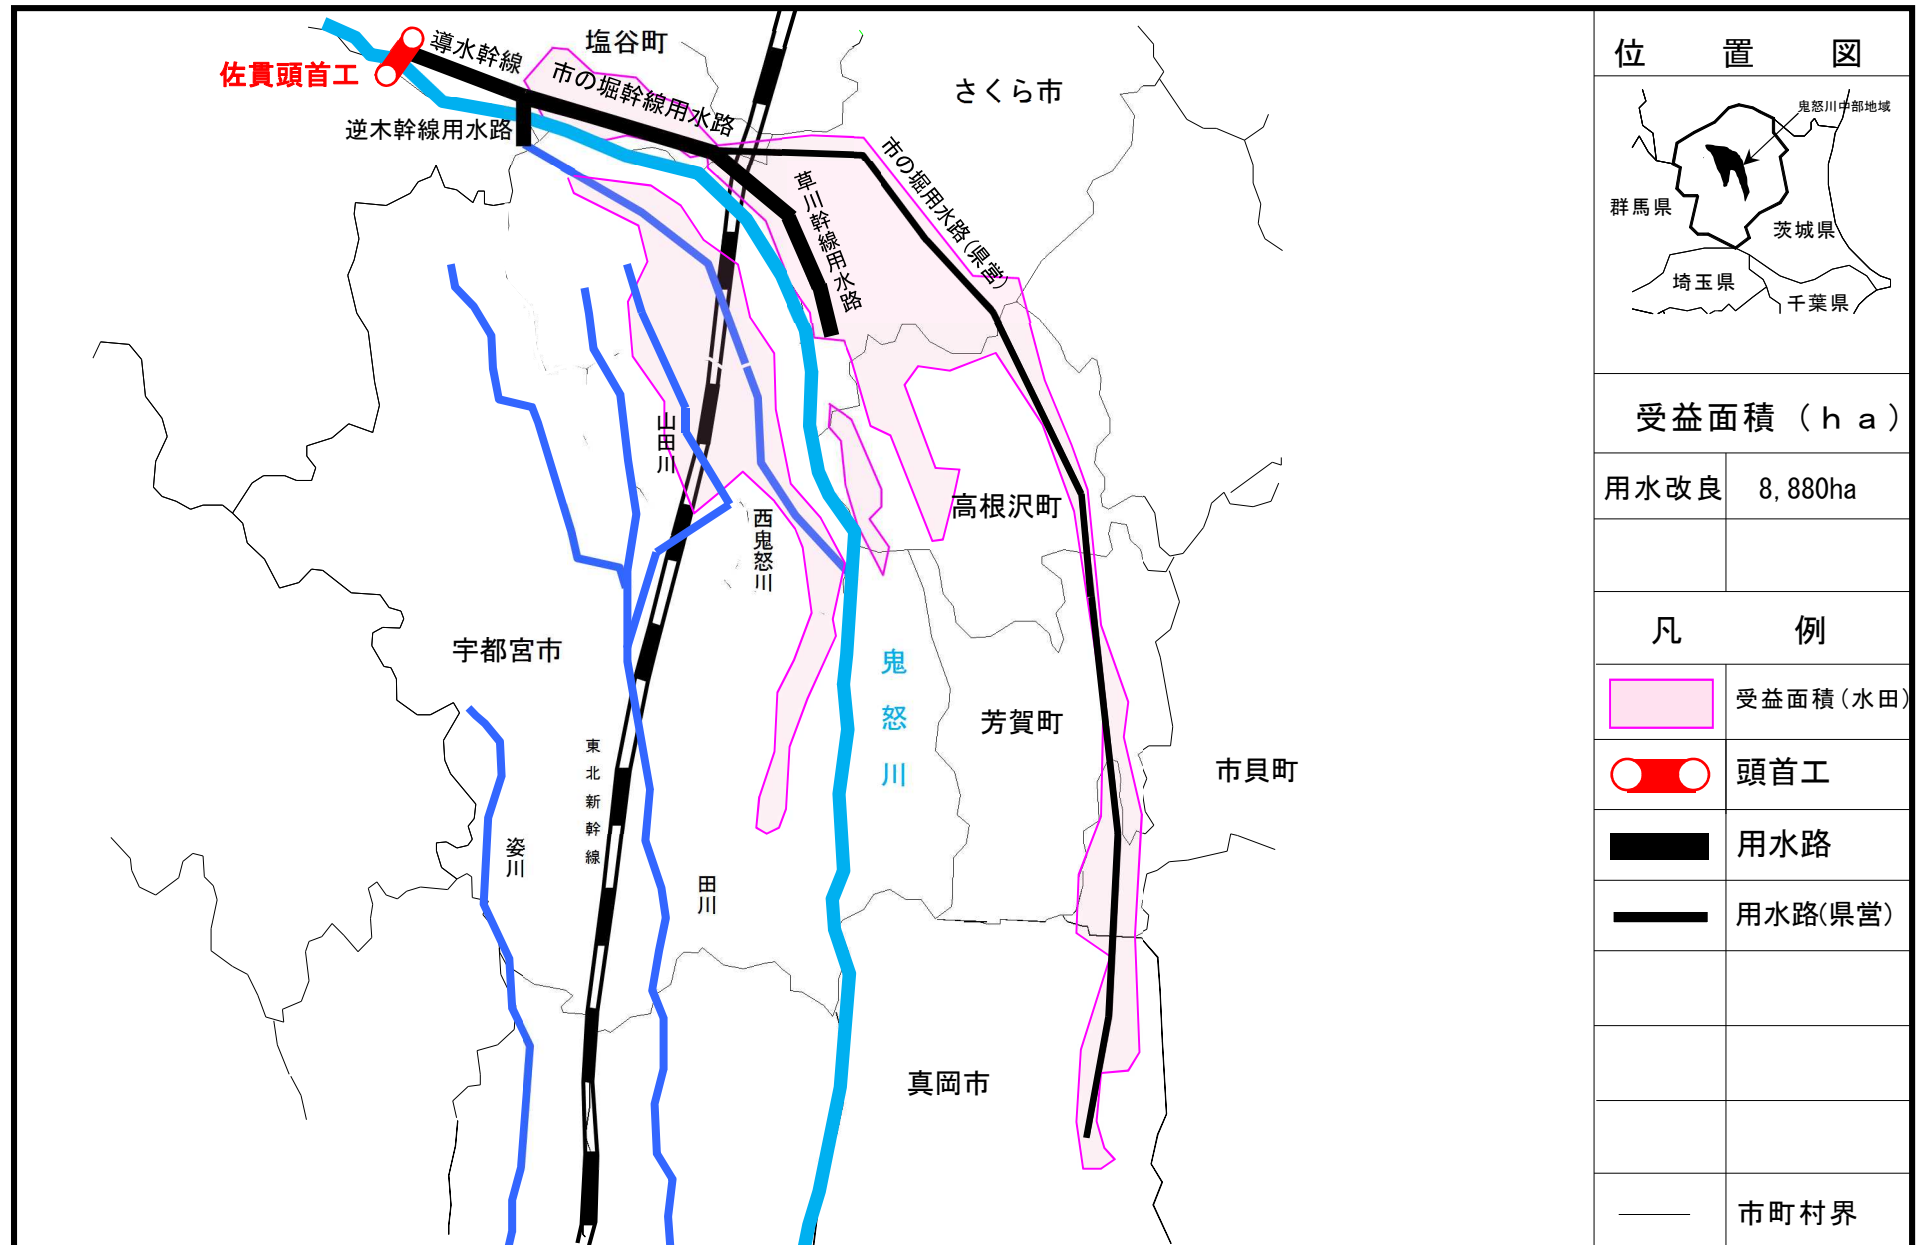 佐貫頭首工
導水幹線
塩谷町
市の堀幹線用水路
さくら市
逆木幹線用水路
市の堀用水路(県営)
草川幹線用水路
山田川
西鬼怒川
高根沢町
宇都宮市
鬼怒川
芳賀町
市貝町
東北新幹線
姿川
田川
真岡市
位置図
鬼怒川中部地域
群馬県
茨城県
埼玉県
千葉県
受益面積(ha)
用水改良 8,880ha
凡例
受益面積(水田)
頭首工
用水路
用水路(県営)
市町村界